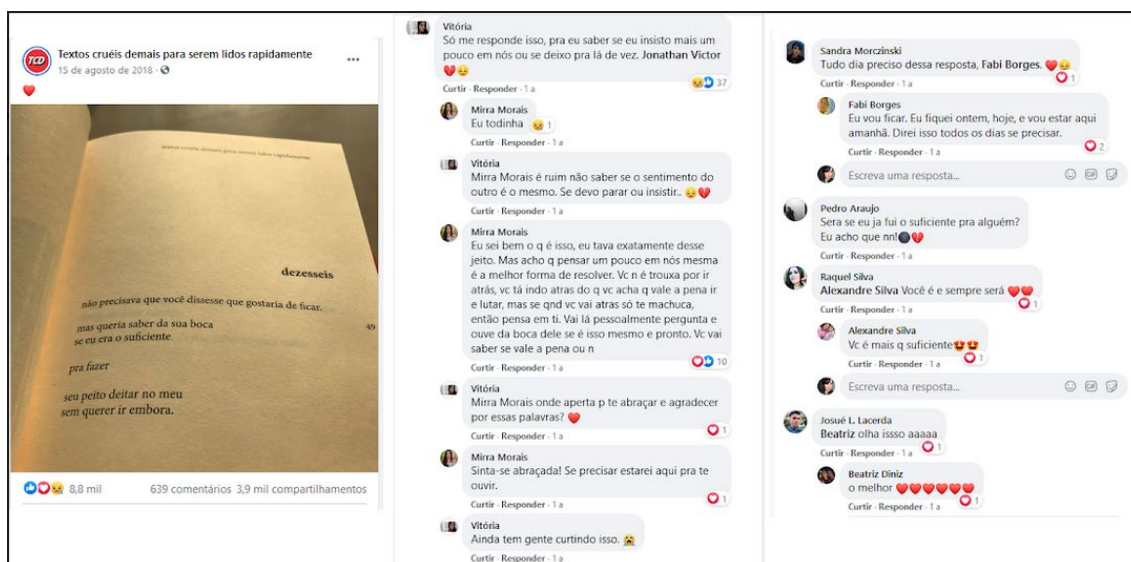 TCD
Textos cruéis demais para serem lidos rapidamente
15 de agosto de 2018 ·
textos cruéis demais para serem lidos rapidamente
dezesseis
não precisava que você dissesse que gostaria de ficar.
mas queria saber da sua boca
se eu era o suficiente
49
pra fazer
seu peito deitar no meu
sem querer ir embora.
8,8 mil
639 comentários 3,9 mil compartilhamentos
Vitória
Só me responde isso, pra eu saber se eu insisto mais um
pouco em nós ou se deixo pra lá de vez. Jonathan Victor
💔😔
37
Curtir · Responder · 1 a
Mirra Morais
Eu todinha
1
Curtir · Responder · 1 a
Vitória
Mirra Morais é ruim não saber se o sentimento do
outro é o mesmo. Se devo parar ou insistir.. 😔💔
Curtir · Responder · 1 a
Mirra Morais
Eu sei bem o q é isso, eu tava exatamente desse
jeito. Mas acho q pensar um pouco em nós mesma
é a melhor forma de resolver. Vc n é trouxa por ir
atrás, vc tá indo atras do q vc acha q vale a pena ir
e lutar, mas se qnd vc vai atras só te machuca,
então pensa em ti. Vai lá pessoalmente pergunta e
ouve da boca dele se é isso mesmo e pronto. Vc vai
saber se vale a pena ou n
10
Curtir · Responder · 1 a
Vitória
Mirra Morais onde aperta p te abraçar e agradecer
por essas palavras? ❤️
1
Curtir · Responder · 1 a
Mirra Morais
Sinta-se abraçada! Se precisar estarei aqui pra te
ouvir.
1
Curtir · Responder · 1 a
Vitória
Ainda tem gente curtindo isso. 😭
Curtir · Responder · 1 a
Sandra Morczinski
Tudo dia preciso dessa resposta, Fabi Borges. ❤️😔
1
Curtir · Responder · 1 a
Fabi Borges
Eu vou ficar. Eu fiquei ontem, hoje, e vou estar aqui
amanhã. Direi isso todos os dias se precisar.
2
Curtir · Responder · 1 a
Escreva uma resposta...
GIF
Pedro Araujo
Sera se eu ja fui o suficiente pra alguém?
Eu acho que nn!🌚💔
Curtir · Responder · 1 a
Raquel Silva
Alexandre Silva Você é e sempre será ❤️❤️
1
Curtir · Responder · 1 a
Alexandre Silva
Vc é mais q suficiente😍😍
1
Curtir · Responder · 1 a
Escreva uma resposta...
GIF
Josué L. Lacerda
Beatriz olha issso aaaaa
1
Curtir · Responder · 1 a
Beatriz Diniz
o melhor ❤️❤️❤️❤️❤️❤️
1
Curtir · Responder · 1 a